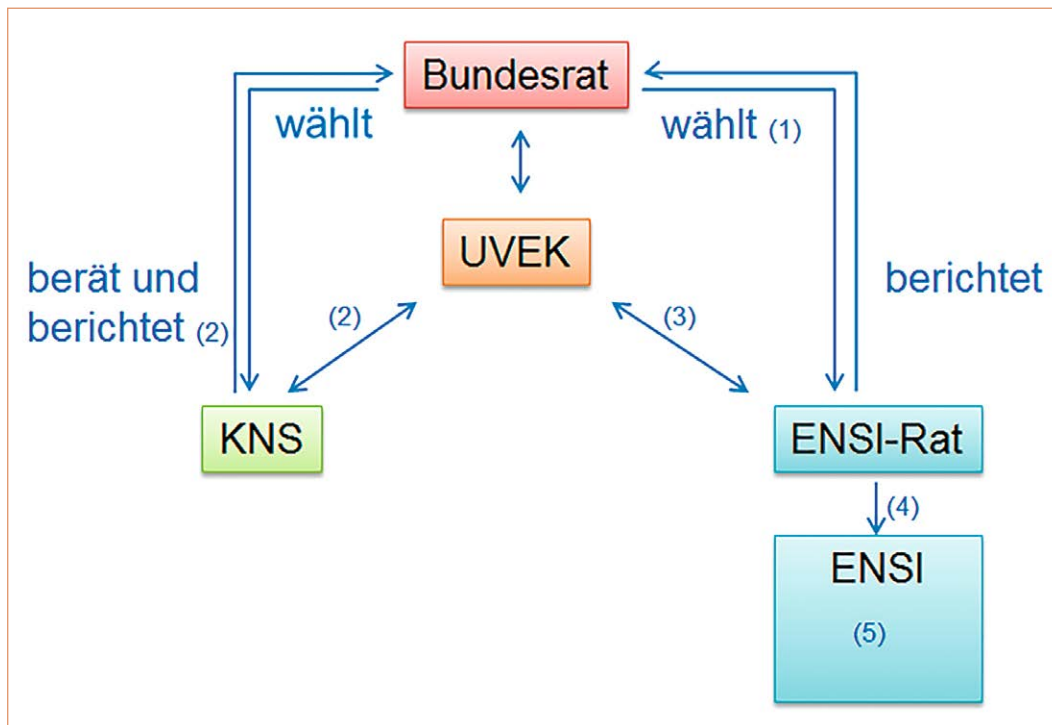 Bundesrat
wählt
wählt (1)
UVEK
berät und
berichtet (2)
berichtet
(2)
(3)
KNS
ENSI-Rat
(4)
ENSI
(5)